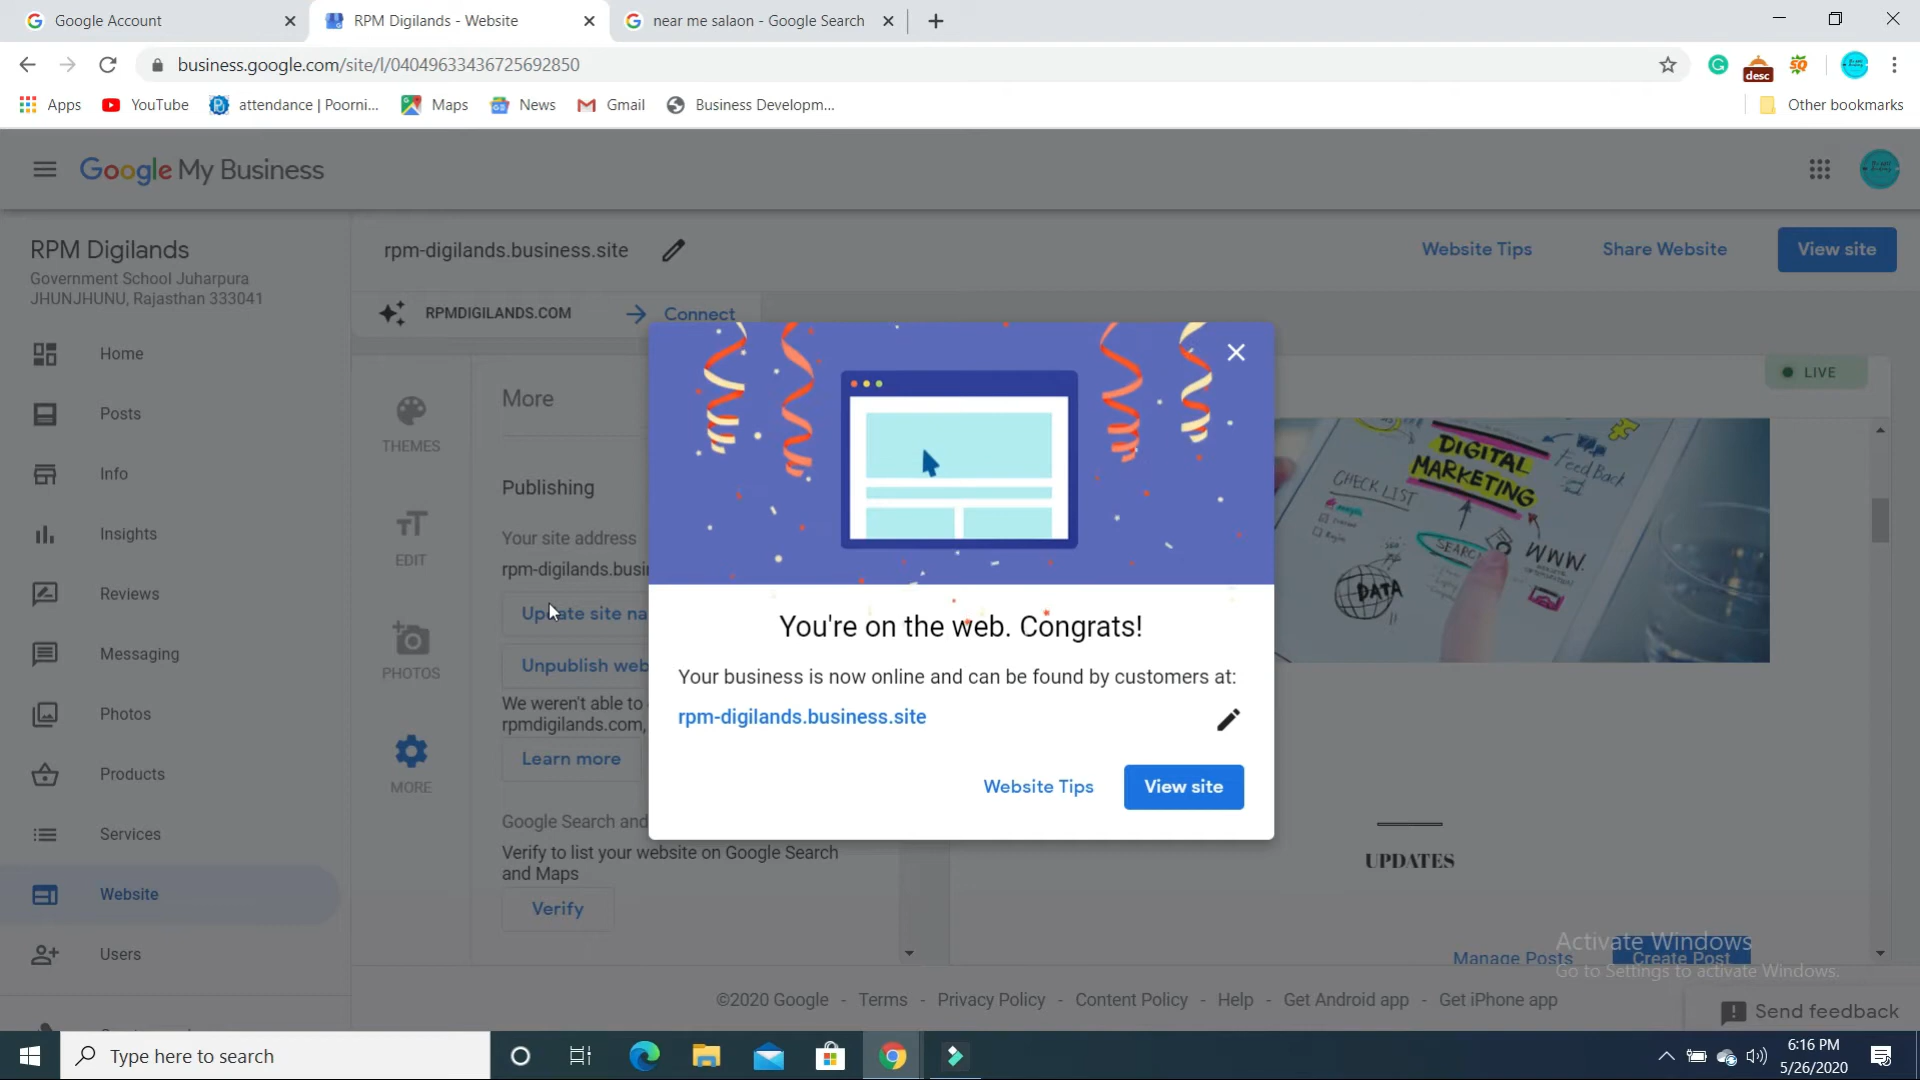 Google Account
RPM Digilands - Website
near me salaon - Google Search
business.google.com/site/l/04049633436725692850
desc
SQ
Apps
YouTube
attendance | Poorni...
Maps
News
Gmail
Business Developm...
Other bookmarks
Google My Business
RPM Digilands
Government School Juharpura
JHUNJHUNU, Rajasthan 333041
rpm-digilands.business.site
Website Tips
Share Website
View site
RPMDIGILANDS.COM
Connect
Home
Posts
Info
Insights
Reviews
Messaging
Photos
Products
Services
Website
Users
THEMES
EDIT
PHOTOS
MORE
More
Publishing
Your site address
rpm-digilands.busi
Update site na
Unpublish web
We weren't able to
rpmdigilands.com,
Learn more
Google Search and
Verify to list your website on Google Search
and Maps
Verify
You're on the web. Congrats!
Your business is now online and can be found by customers at:
rpm-digilands.business.site
Website Tips
View site
LIVE
DIGITAL
MARKETING
FeedBack
CHECK LIST
SEARCH
WWW.
DATA
UPDATES
Manage Posts
Create Post
Activate Windows
Go to Settings to activate Windows.
©2020 Google - Terms - Privacy Policy - Content Policy - Help - Get Android app - Get iPhone app
Send feedback
Type here to search
6:16 PM
5/26/2020